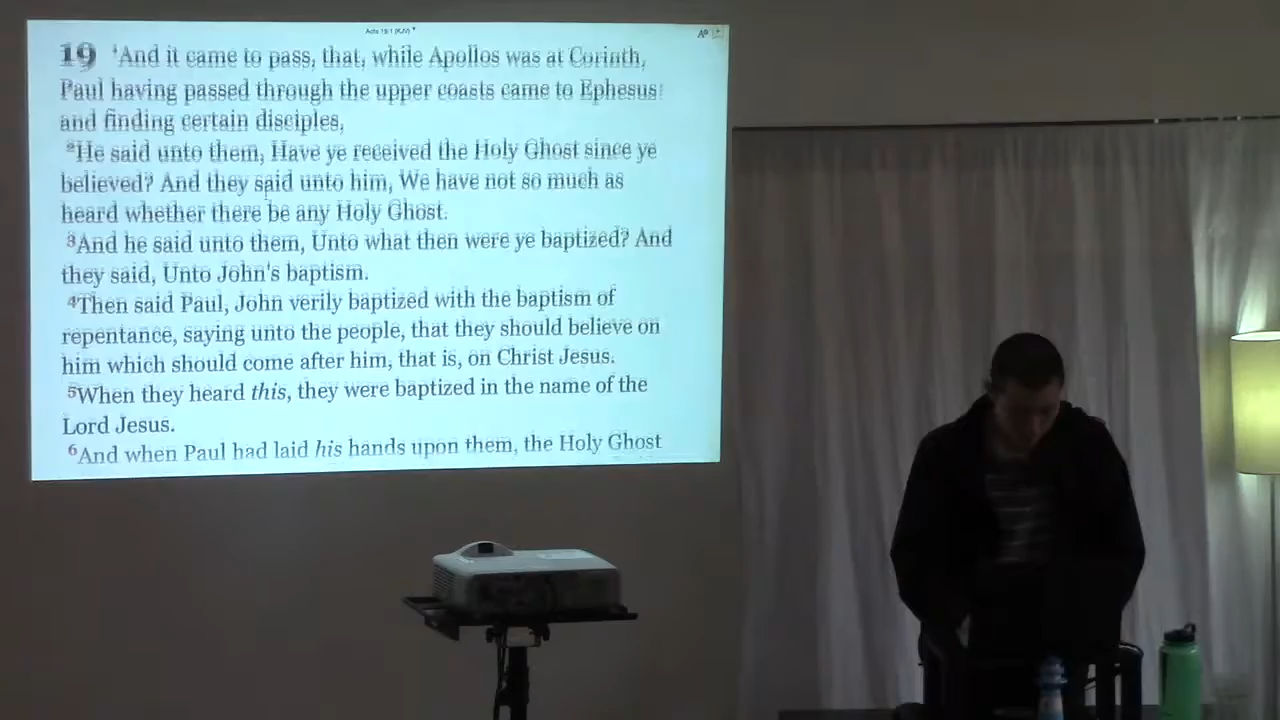 Acts 19:1 (KJV)
19 1And it came to pass, that, while Apollos was at Corinth,
Paul having passed through the upper coasts came to Ephesus:
and finding certain disciples,
2He said unto them, Have ye received the Holy Ghost since ye
believed? And they said unto him, We have not so much as
heard whether there be any Holy Ghost.
3And he said unto them, Unto what then were ye baptized? And
they said, Unto John's baptism.
4Then said Paul, John verily baptized with the baptism of
repentance, saying unto the people, that they should believe on
him which should come after him, that is, on Christ Jesus.
5When they heard this, they were baptized in the name of the
Lord Jesus.
6And when Paul had laid his hands upon them, the Holy Ghost